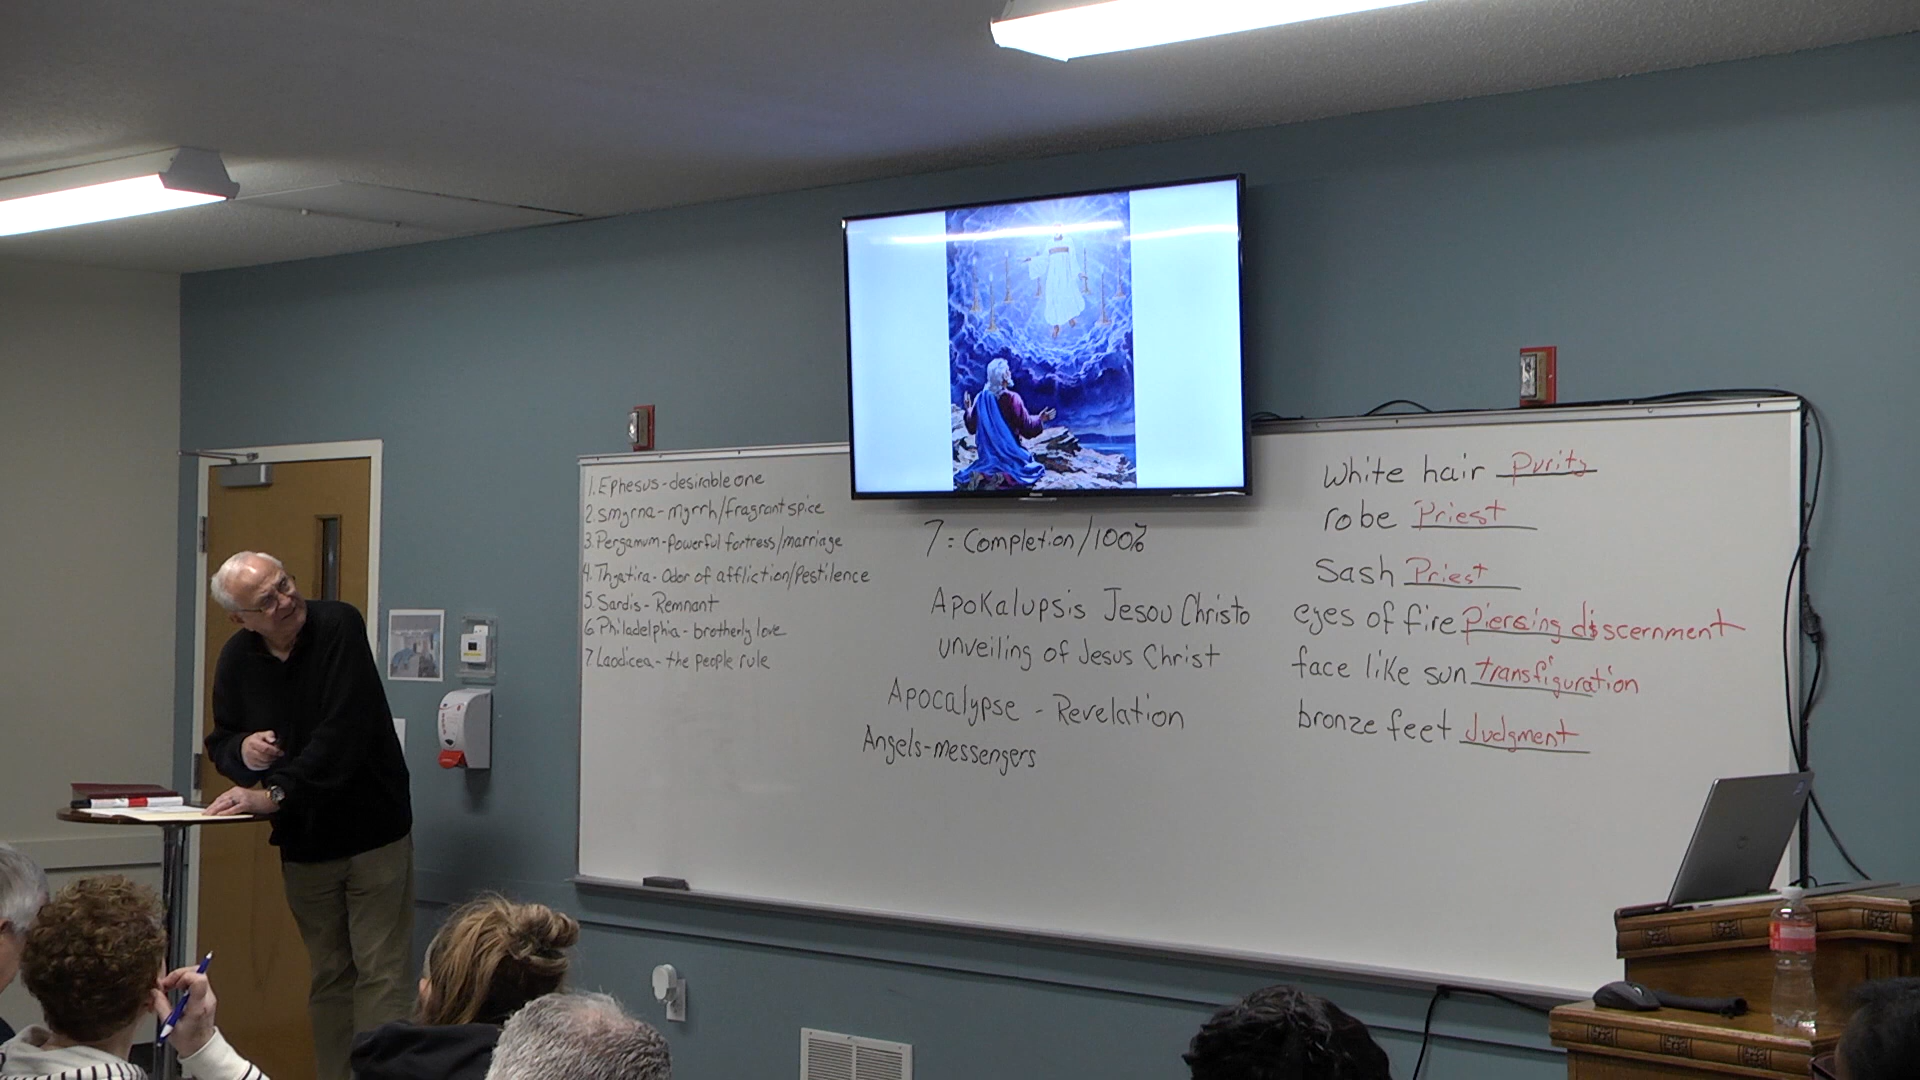 1. Ephesus - desirable one
2. Smyrna - myrrh/fragrant spice
3. Pergamum - powerful fortress/marriage
4. Thyatira - Odor of affliction/Pestilence
5. Sardis - Remnant
6. Philadelphia - brotherly love
7. Laodicea - the people rule
7 = Completion/100%
Apokalupsis Jesou Christo
unveiling of Jesus Christ
Apocalypse - Revelation
Angels - messengers
White hair Purity
robe Priest
Sash Priest
eyes of fire piercing discernment
face like sun transfiguration
bronze feet Judgment